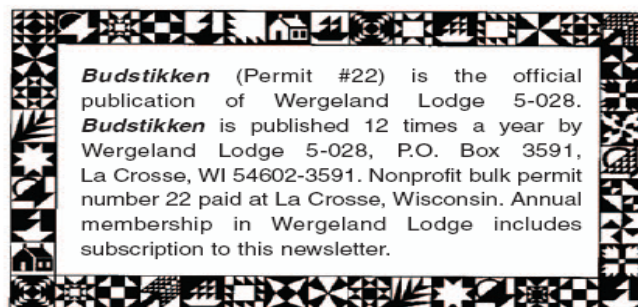 Budstikken (Permit #22) is the official
publication of Wergeland Lodge 5-028.
Budstikken is published 12 times a year by
Wergeland Lodge 5-028, P.O. Box 3591,
La Crosse, WI 54602-3591. Nonprofit bulk permit
number 22 paid at La Crosse, Wisconsin. Annual
membership in Wergeland Lodge includes
subscription to this newsletter.